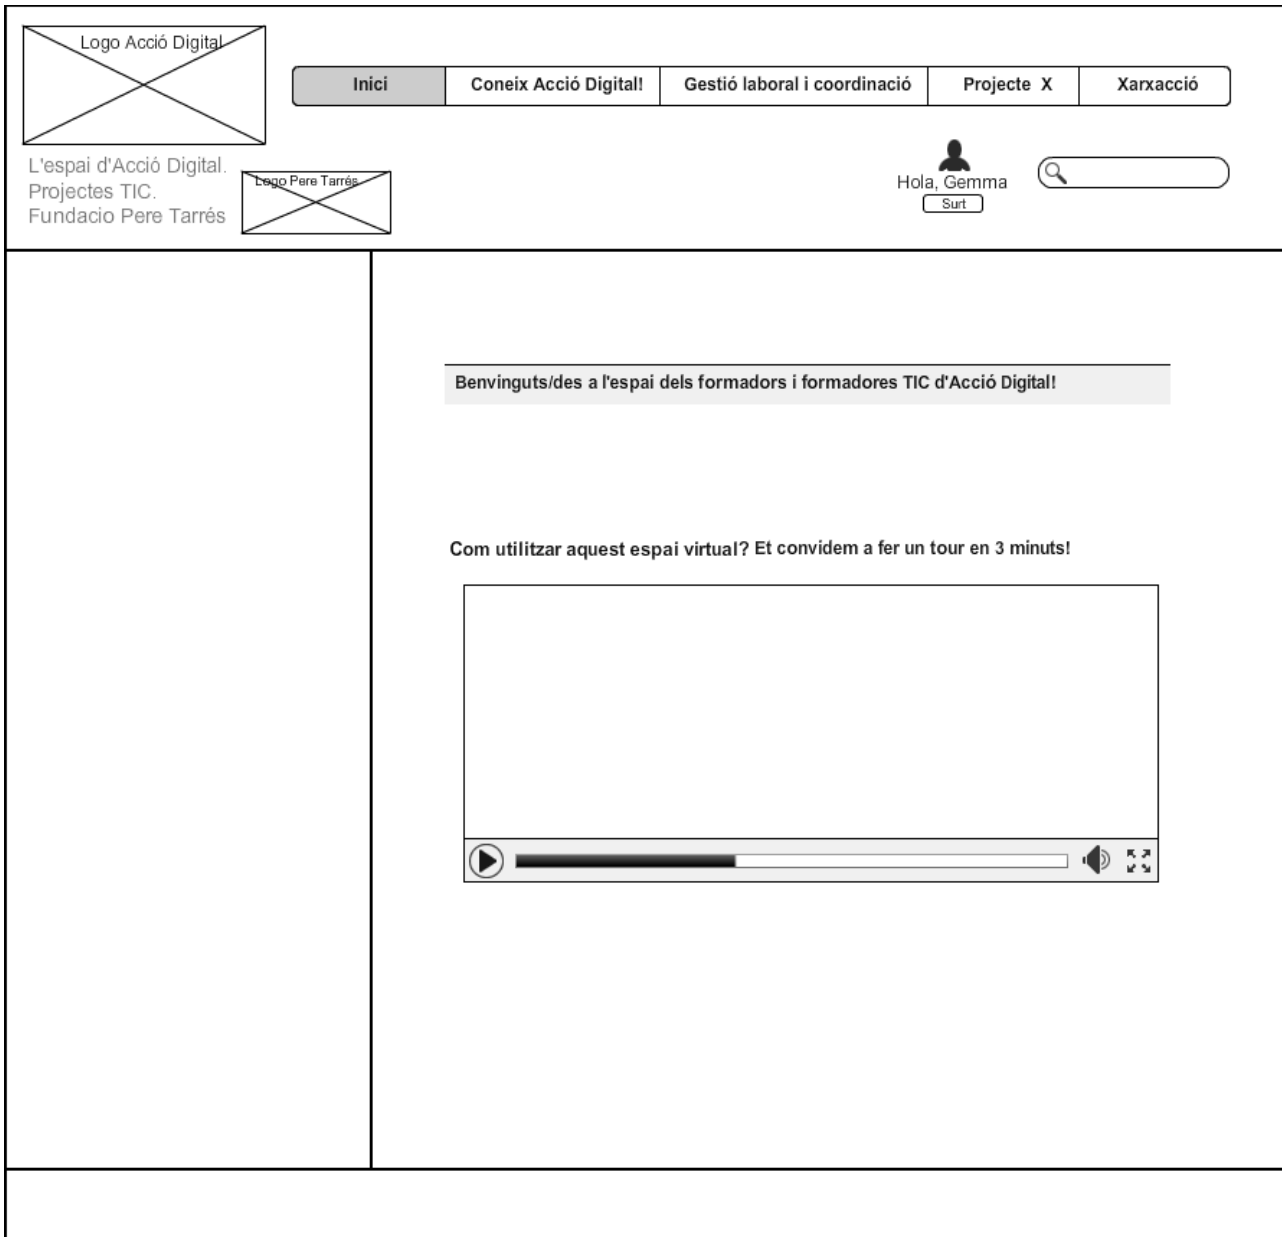 Logo Acció Digital
Inici
Coneix Acció Digital!
Gestió laboral i coordinació
Projecte X
Xarxacció
L'espai d'Acció Digital.
Projectes TIC.
Fundacio Pere Tarrés
Logo Pere Tarrés
Hola, Gemma
Surt
Benvinguts/des a l'espai dels formadors i formadores TIC d'Acció Digital!
Com utilitzar aquest espai virtual? Et convidem a fer un tour en 3 minuts!